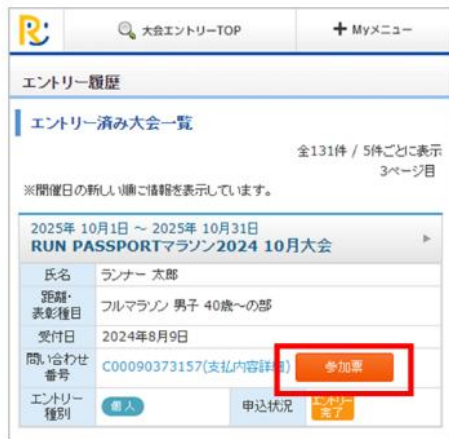 大会エントリーTOP
Myメニュー
エントリー履歴
エントリー済み大会一覧
全131件 / 5件ごとに表示
3ページ目
※開催日の新しい順に情報を表示しています。
2025年 10月1日 ～ 2025年 10月31日
RUN PASSPORTマラソン2024 10月大会
氏名 ランナー 太郎
距離・
表彰種目 フルマラソン 男子 40歳～の部
受付日 2024年8月9日
問い合わせ
番号 C00090373157(支払内容詳細) 参加票
エントリー
種別 個人 申込状況 エントリー
完了